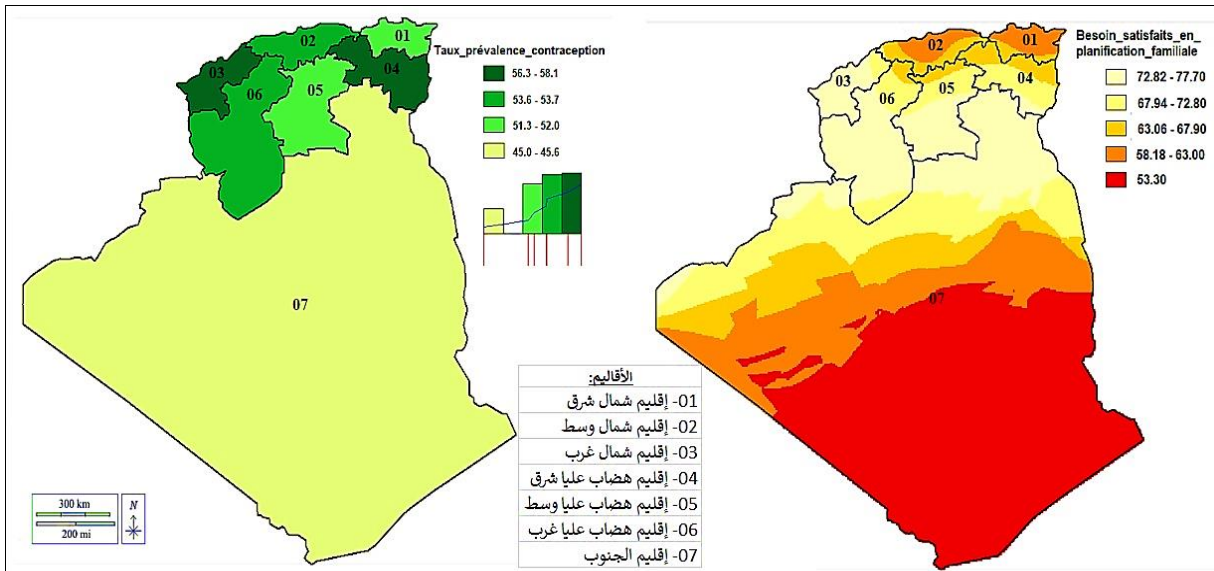 02
01
03
04
05
06
07
Taux_prévalence_contraception
56.3 - 58.1
53.6 - 53.7
51.3 - 52.0
45.0 - 45.6
300 km
200 mi
N
الأقاليم:
01- إقليم شمال شرق
02- إقليم شمال وسط
03- إقليم شمال غرب
04- إقليم هضاب عليا شرق
05- إقليم هضاب عليا وسط
06- إقليم هضاب عليا غرب
07- إقليم الجنوب
02
01
03
04
05
06
07
Besoin_satisfaits_en_
planification_familiale
72.82 - 77.70
67.94 - 72.80
63.06 - 67.90
58.18 - 63.00
53.30